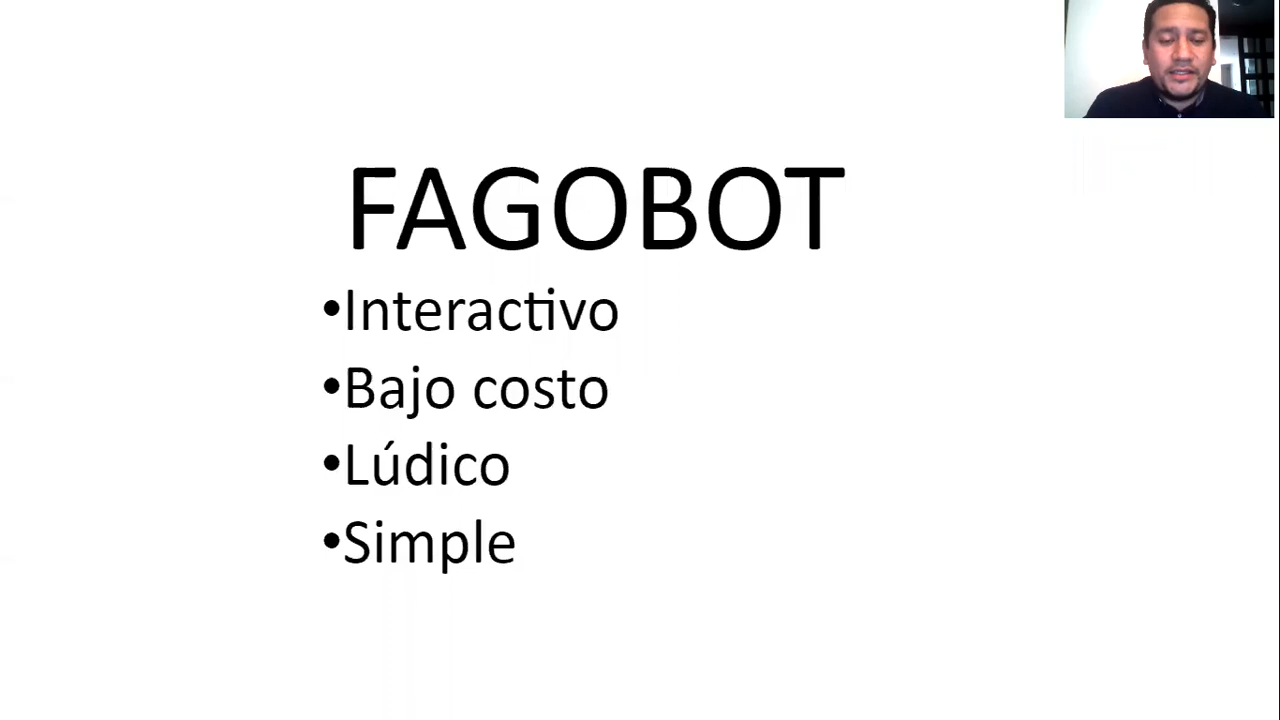 FAGOBOT
•Interactivo
•Bajo costo
•Lúdico
•Simple